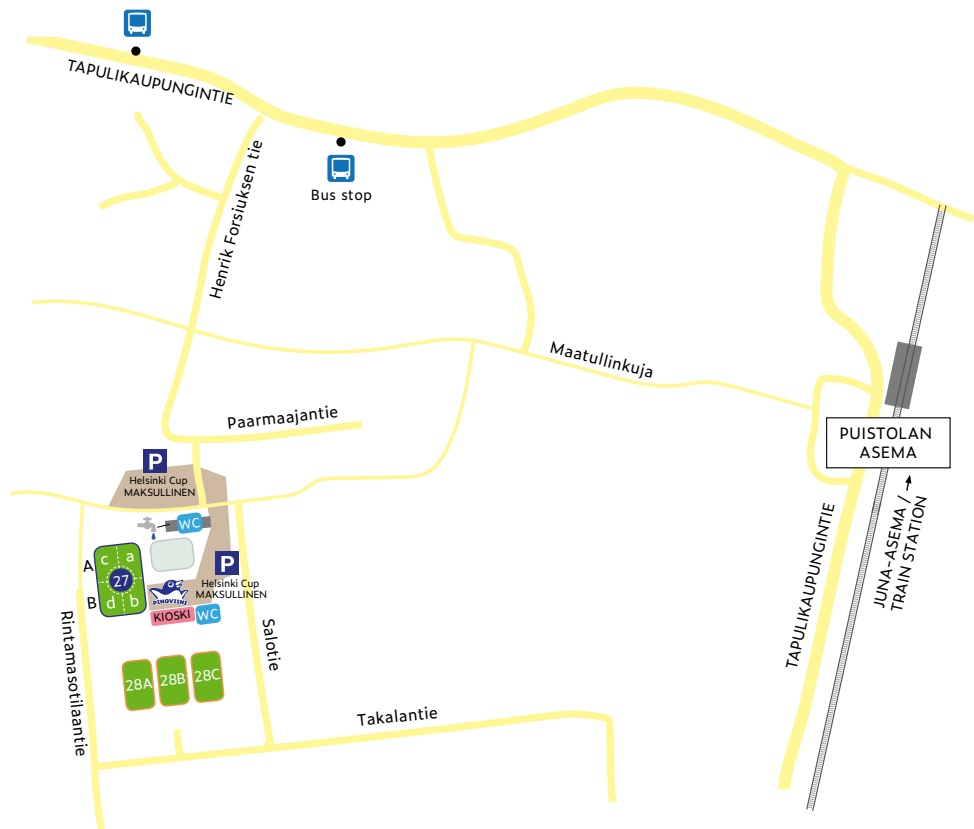 TAPULIKAUPUNGINTIE
Henrik Forsiuksen tie
Bus stop
Maatullinkuja
Paarmaajantie
PUISTOLAN
ASEMA
P
Helsinki Cup
MAKSULLINEN
WC
P
Helsinki Cup
MAKSULLINEN
A
B
c
a
27
d
b
PINGVIINI
KIOSKI
WC
28A
28B
28C
Rintamasotilaantie
Salotie
Takalantie
TAPULIKAUPUNGINTIE
JUNA-ASEMA /
TRAIN STATION